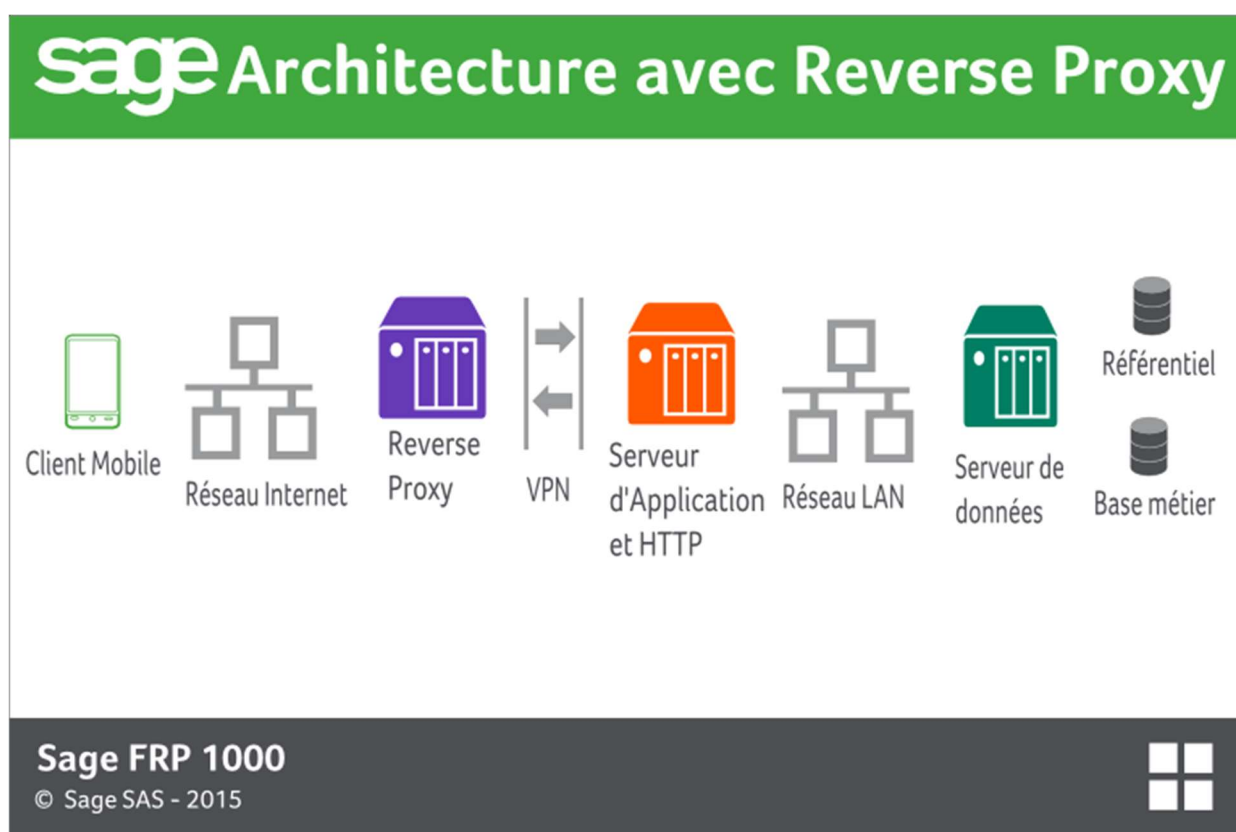 sage Architecture avec Reverse Proxy
Client Mobile
Réseau Internet
Reverse
Proxy
VPN
Serveur
d'Application
et HTTP
Réseau LAN
Serveur de
données
Référentiel
Base métier
Sage FRP 1000
© Sage SAS - 2015